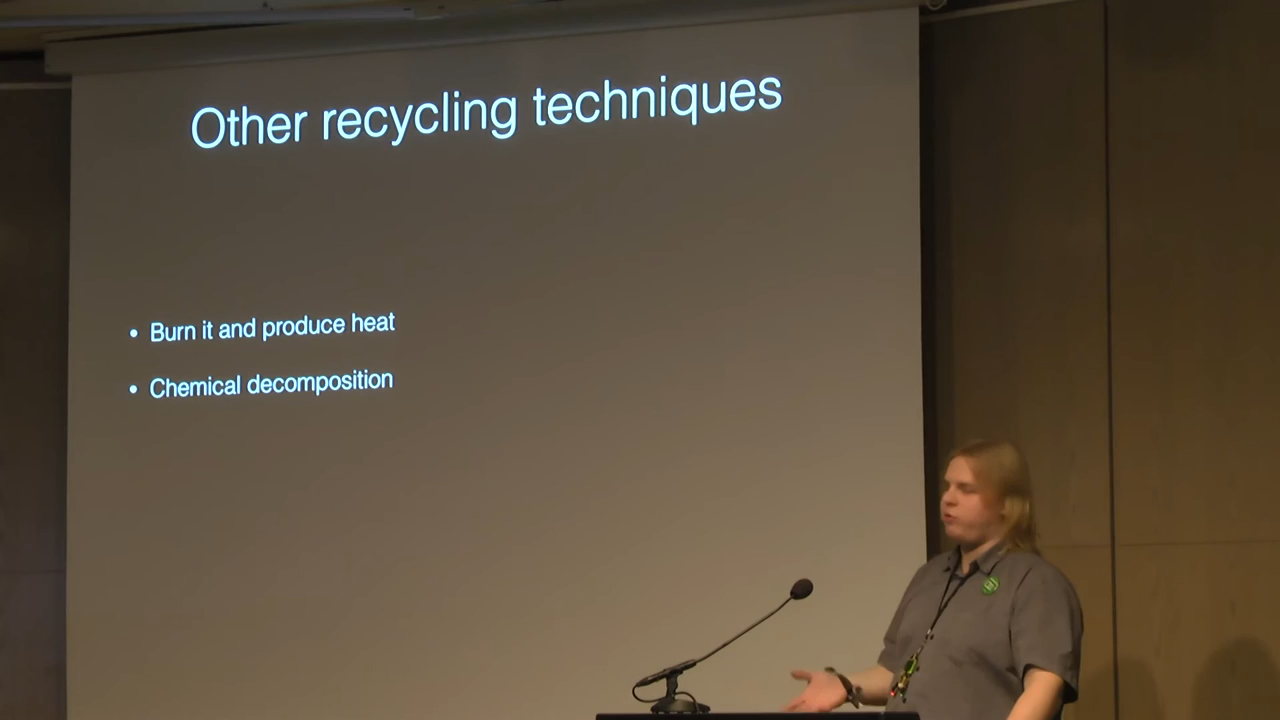 Other recycling techniques
• Burn it and produce heat
• Chemical decomposition